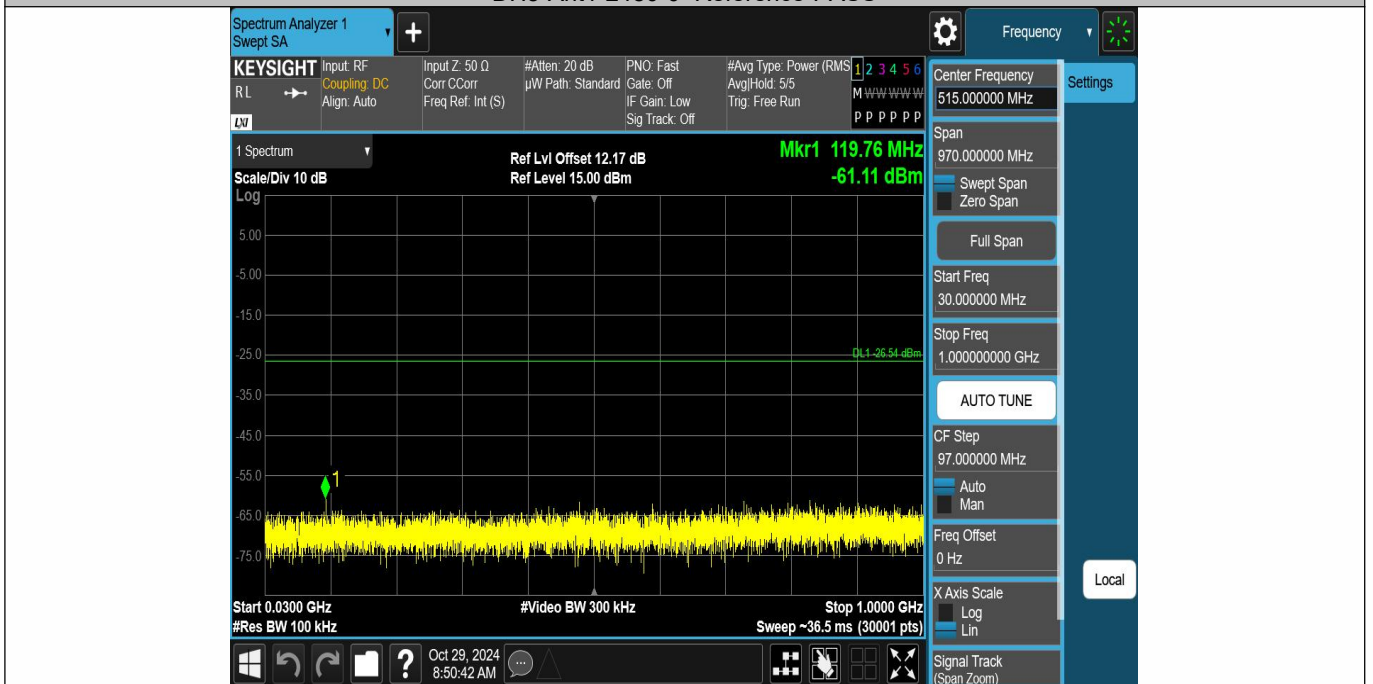 Spectrum Analyzer 1
Swept SA
+
Frequency
KEYSIGHT
RL
LXI
Input: RF
Coupling: DC
Align: Auto
Input Z: 50 Ω
Corr CCorr
Freq Ref: Int (S)
#Atten: 20 dB
µW Path: Standard
PNO: Fast
Gate: Off
IF Gain: Low
Sig Track: Off
#Avg Type: Power (RMS
Avg|Hold: 5/5
Trig: Free Run
1 2 3 4 5 6
M W W W W W
P P P P P P
1 Spectrum
Scale/Div 10 dB
Log
Ref Lvl Offset 12.17 dB
Ref Level 15.00 dBm
Mkr1 119.76 MHz
-61.11 dBm
5.00
-5.00
-15.0
-25.0
DL1 -26.54 dBm
-35.0
-45.0
-55.0
1
-65.0
-75.0
Start 0.0300 GHz
#Res BW 100 kHz
#Video BW 300 kHz
Stop 1.0000 GHz
Sweep ~36.5 ms (30001 pts)
Center Frequency
515.000000 MHz
Settings
Span
970.000000 MHz
Swept Span
Zero Span
Full Span
Start Freq
30.000000 MHz
Stop Freq
1.000000000 GHz
AUTO TUNE
CF Step
97.000000 MHz
Auto
Man
Freq Offset
0 Hz
X Axis Scale
Log
Lin
Local
Signal Track
(Span Zoom)
?
Oct 29, 2024
8:50:42 AM